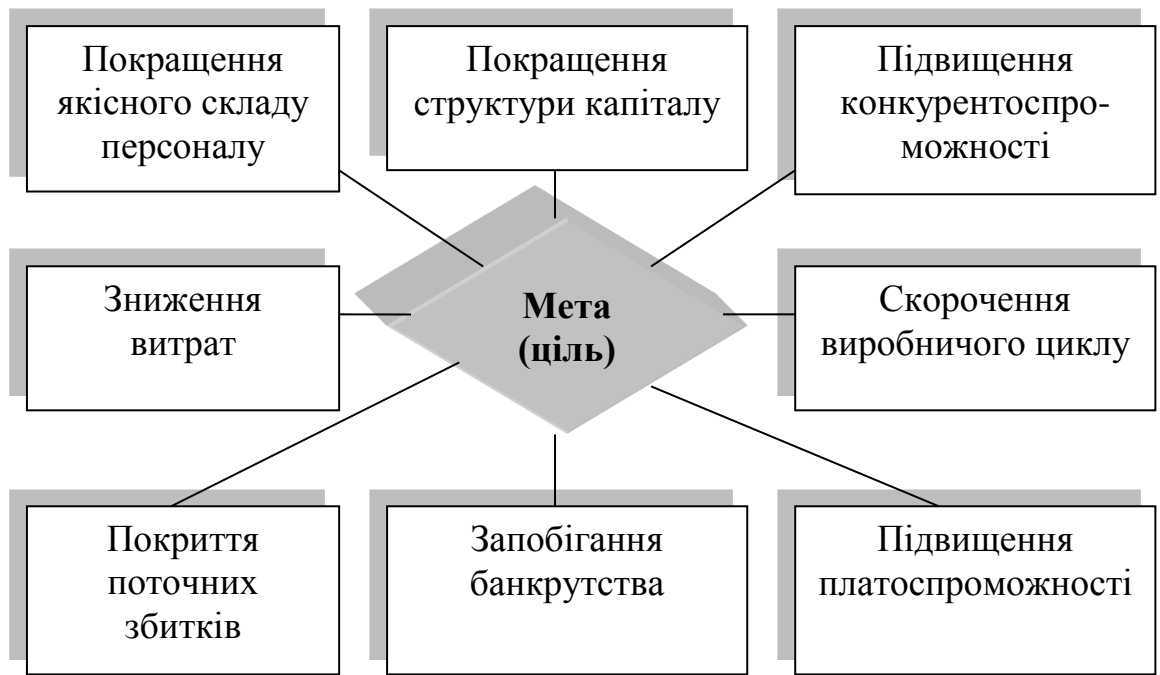 Покращення
якісного складу
персоналу
Покращення
структури капіталу
Підвищення
конкурентоспро-
можності
Зниження
витрат
Мета
(ціль)
Скорочення
виробничого циклу
Покриття
поточних
збитків
Запобігання
банкрутства
Підвищення
платоспроможності